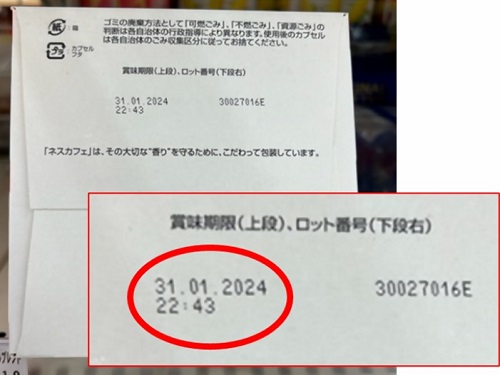 紙:箱
プラ:カプセル
フタ
ゴミの廃棄方法として「可燃ごみ」、「不燃ごみ」、「資源ごみ」の
判断は各自治体の行政指導により異なります。使用後のカプセル
は各自治体のごみ収集区分に従ってお捨てください。
賞味期限(上段)、ロット番号(下段右)
31.01.2024 30027016E
22:43
「ネスカフェ」は、その大切な"香り"を守るために、こだわって包装しています。
賞味期限(上段)、ロット番号(下段右)
31.01.2024 30027016E
22:43